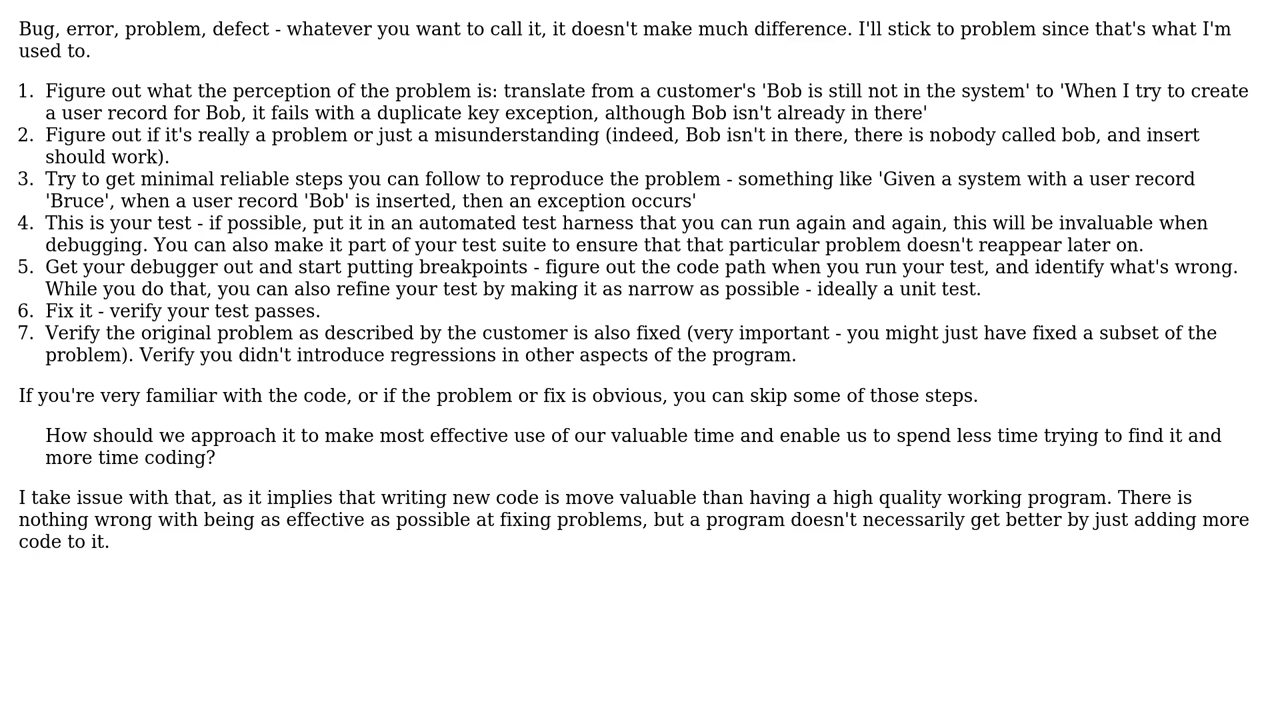 Bug, error, problem, defect - whatever you want to call it, it doesn't make much difference. I'll stick to problem since that's what I'm
used to.
1. Figure out what the perception of the problem is: translate from a customer's 'Bob is still not in the system' to 'When I try to create
a user record for Bob, it fails with a duplicate key exception, although Bob isn't already in there'
2. Figure out if it's really a problem or just a misunderstanding (indeed, Bob isn't in there, there is nobody called bob, and insert
should work).
3. Try to get minimal reliable steps you can follow to reproduce the problem - something like 'Given a system with a user record
'Bruce', when a user record 'Bob' is inserted, then an exception occurs'
4. This is your test - if possible, put it in an automated test harness that you can run again and again, this will be invaluable when
debugging. You can also make it part of your test suite to ensure that that particular problem doesn't reappear later on.
5. Get your debugger out and start putting breakpoints - figure out the code path when you run your test, and identify what's wrong.
While you do that, you can also refine your test by making it as narrow as possible - ideally a unit test.
6. Fix it - verify your test passes.
7. Verify the original problem as described by the customer is also fixed (very important - you might just have fixed a subset of the
problem). Verify you didn't introduce regressions in other aspects of the program.
If you're very familiar with the code, or if the problem or fix is obvious, you can skip some of those steps.
How should we approach it to make most effective use of our valuable time and enable us to spend less time trying to find it and
more time coding?
I take issue with that, as it implies that writing new code is move valuable than having a high quality working program. There is
nothing wrong with being as effective as possible at fixing problems, but a program doesn't necessarily get better by just adding more
code to it.